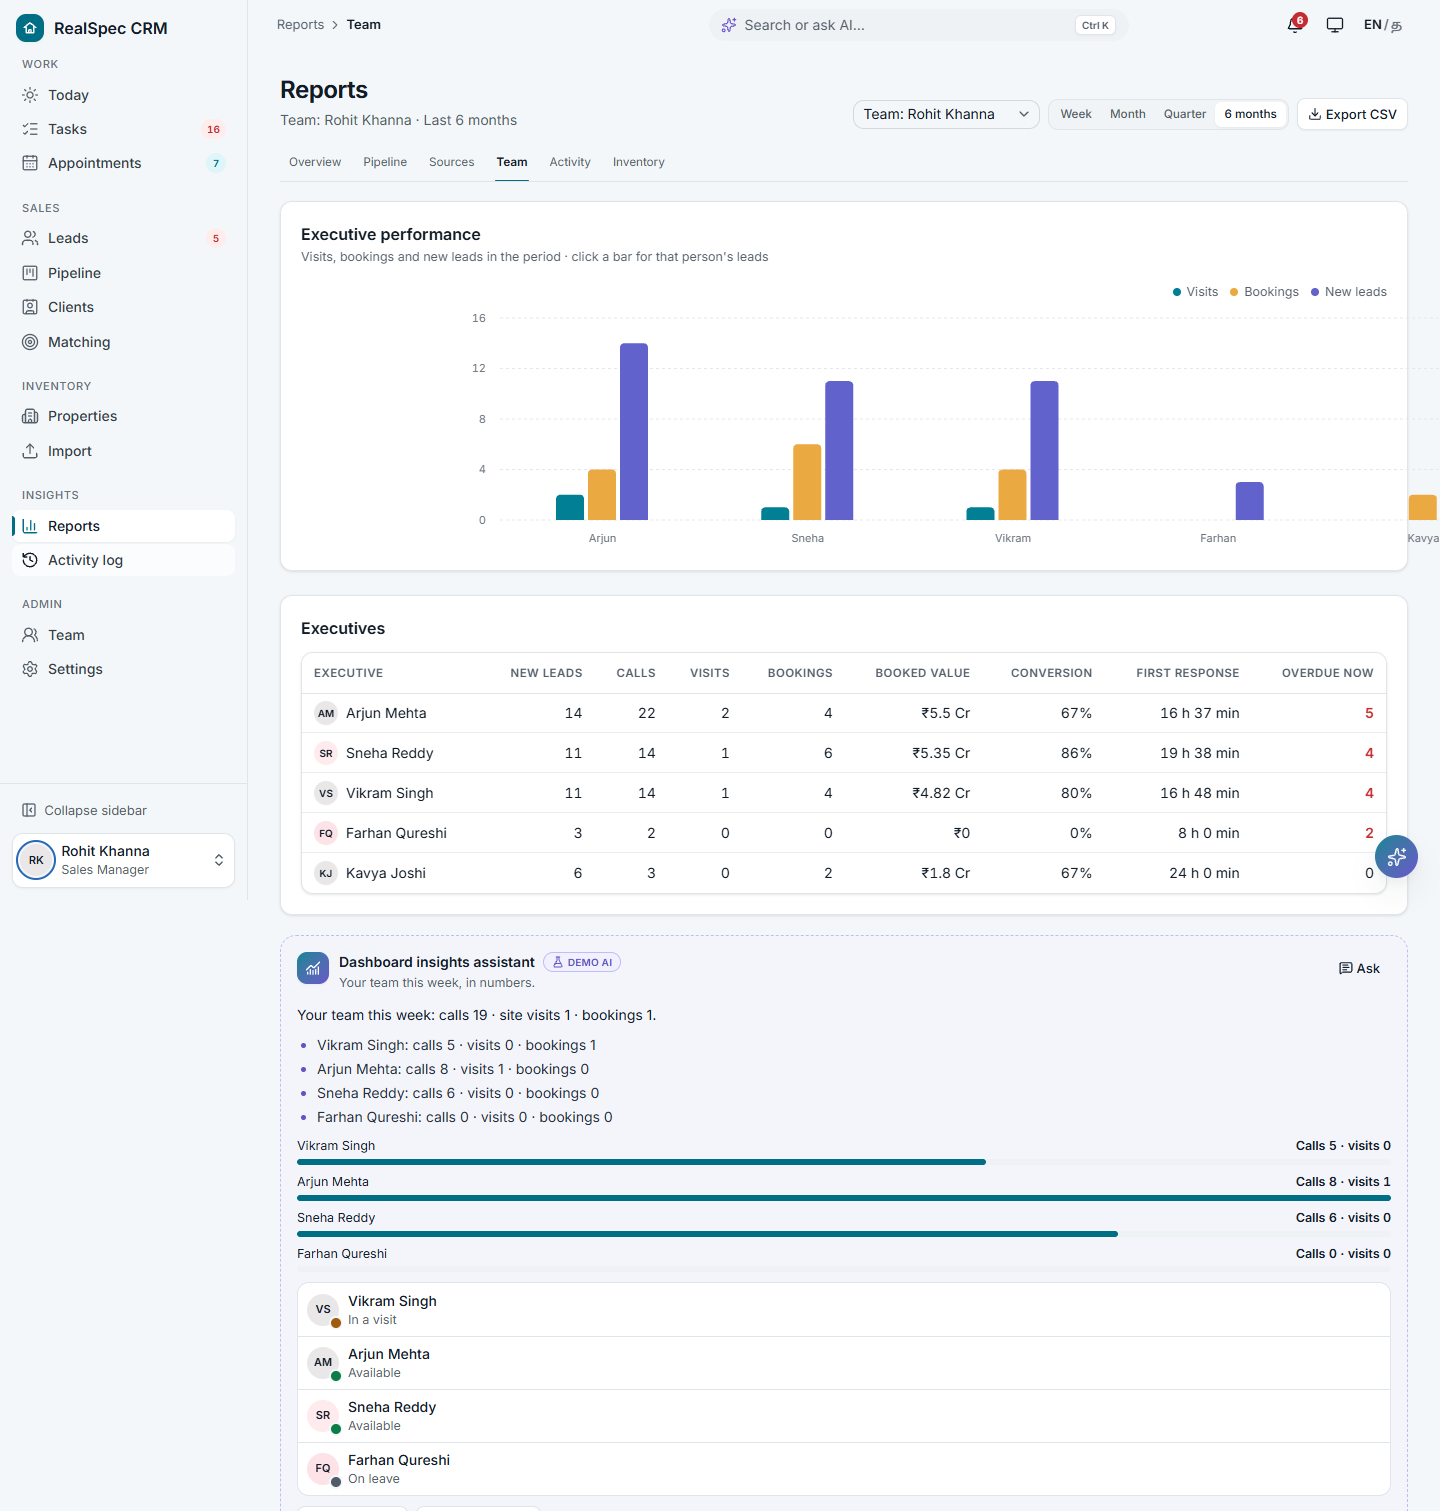 RealSpec CRM
WORK
Today
Tasks 16
Appointments 7
SALES
Leads 5
Pipeline
Clients
Matching
INVENTORY
Properties
Import
INSIGHTS
Reports
Activity log
ADMIN
Team
Settings
Collapse sidebar
RK Rohit Khanna
Sales Manager
Reports > Team
Search or ask AI... Ctrl K
6
EN / த
Reports
Team: Rohit Khanna · Last 6 months
Team: Rohit Khanna Week Month Quarter 6 months Export CSV
Overview Pipeline Sources Team Activity Inventory
Executive performance
Visits, bookings and new leads in the period · click a bar for that person's leads
Visits Bookings New leads
16
12
8
4
0
Arjun Sneha Vikram Farhan Kavya
Executives
EXECUTIVE NEW LEADS CALLS VISITS BOOKINGS BOOKED VALUE CONVERSION FIRST RESPONSE OVERDUE NOW
AM Arjun Mehta 14 22 2 4 ₹5.5 Cr 67% 16 h 37 min 5
SR Sneha Reddy 11 14 1 6 ₹5.35 Cr 86% 19 h 38 min 4
VS Vikram Singh 11 14 1 4 ₹4.82 Cr 80% 16 h 48 min 4
FQ Farhan Qureshi 3 2 0 0 ₹0 0% 8 h 0 min 2
KJ Kavya Joshi 6 3 0 2 ₹1.8 Cr 67% 24 h 0 min 0
Dashboard insights assistant DEMO AI
Your team this week, in numbers.
Ask
Your team this week: calls 19 · site visits 1 · bookings 1.
• Vikram Singh: calls 5 · visits 0 · bookings 1
• Arjun Mehta: calls 8 · visits 1 · bookings 0
• Sneha Reddy: calls 6 · visits 0 · bookings 0
• Farhan Qureshi: calls 0 · visits 0 · bookings 0
Vikram Singh Calls 5 · visits 0
Arjun Mehta Calls 8 · visits 1
Sneha Reddy Calls 6 · visits 0
Farhan Qureshi Calls 0 · visits 0
VS Vikram Singh
In a visit
AM Arjun Mehta
Available
SR Sneha Reddy
Available
FQ Farhan Qureshi
On leave